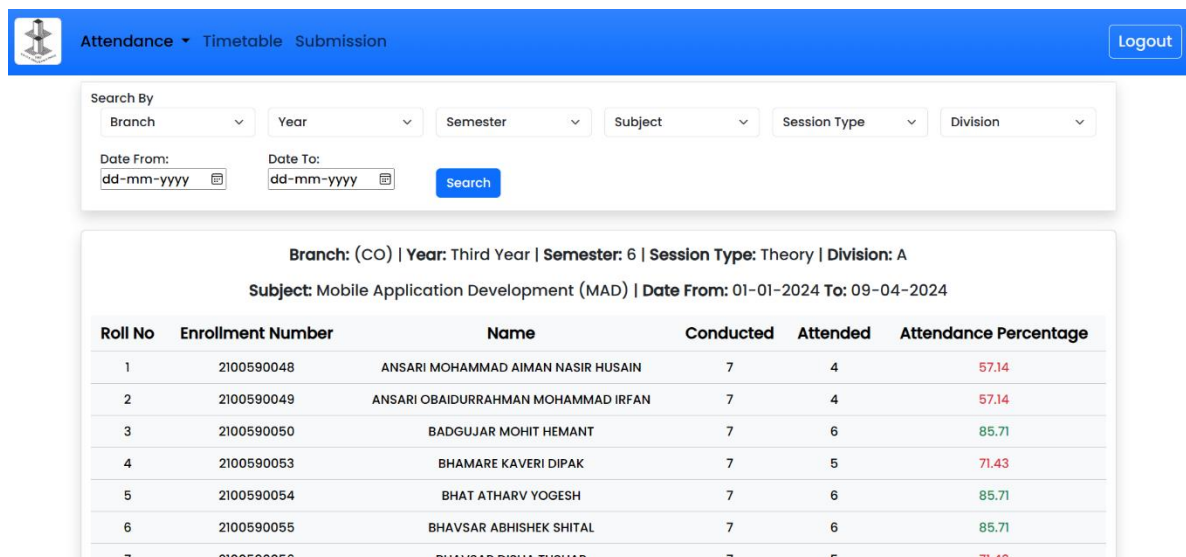 Attendance Timetable Submission Logout
Search By
Branch Year Semester Subject Session Type Division
Date From: Date To:
dd-mm-yyyy dd-mm-yyyy Search
Branch: (CO) | Year: Third Year | Semester: 6 | Session Type: Theory | Division: A
Subject: Mobile Application Development (MAD) | Date From: 01-01-2024 To: 09-04-2024
Roll No Enrollment Number Name Conducted Attended Attendance Percentage
1 2100590048 ANSARI MOHAMMAD AIMAN NASIR HUSAIN 7 4 57.14
2 2100590049 ANSARI OBAIDURRAHMAN MOHAMMAD IRFAN 7 4 57.14
3 2100590050 BADGUJAR MOHIT HEMANT 7 6 85.71
4 2100590053 BHAMARE KAVERI DIPAK 7 5 71.43
5 2100590054 BHAT ATHARV YOGESH 7 6 85.71
6 2100590055 BHAVSAR ABHISHEK SHITAL 7 6 85.71